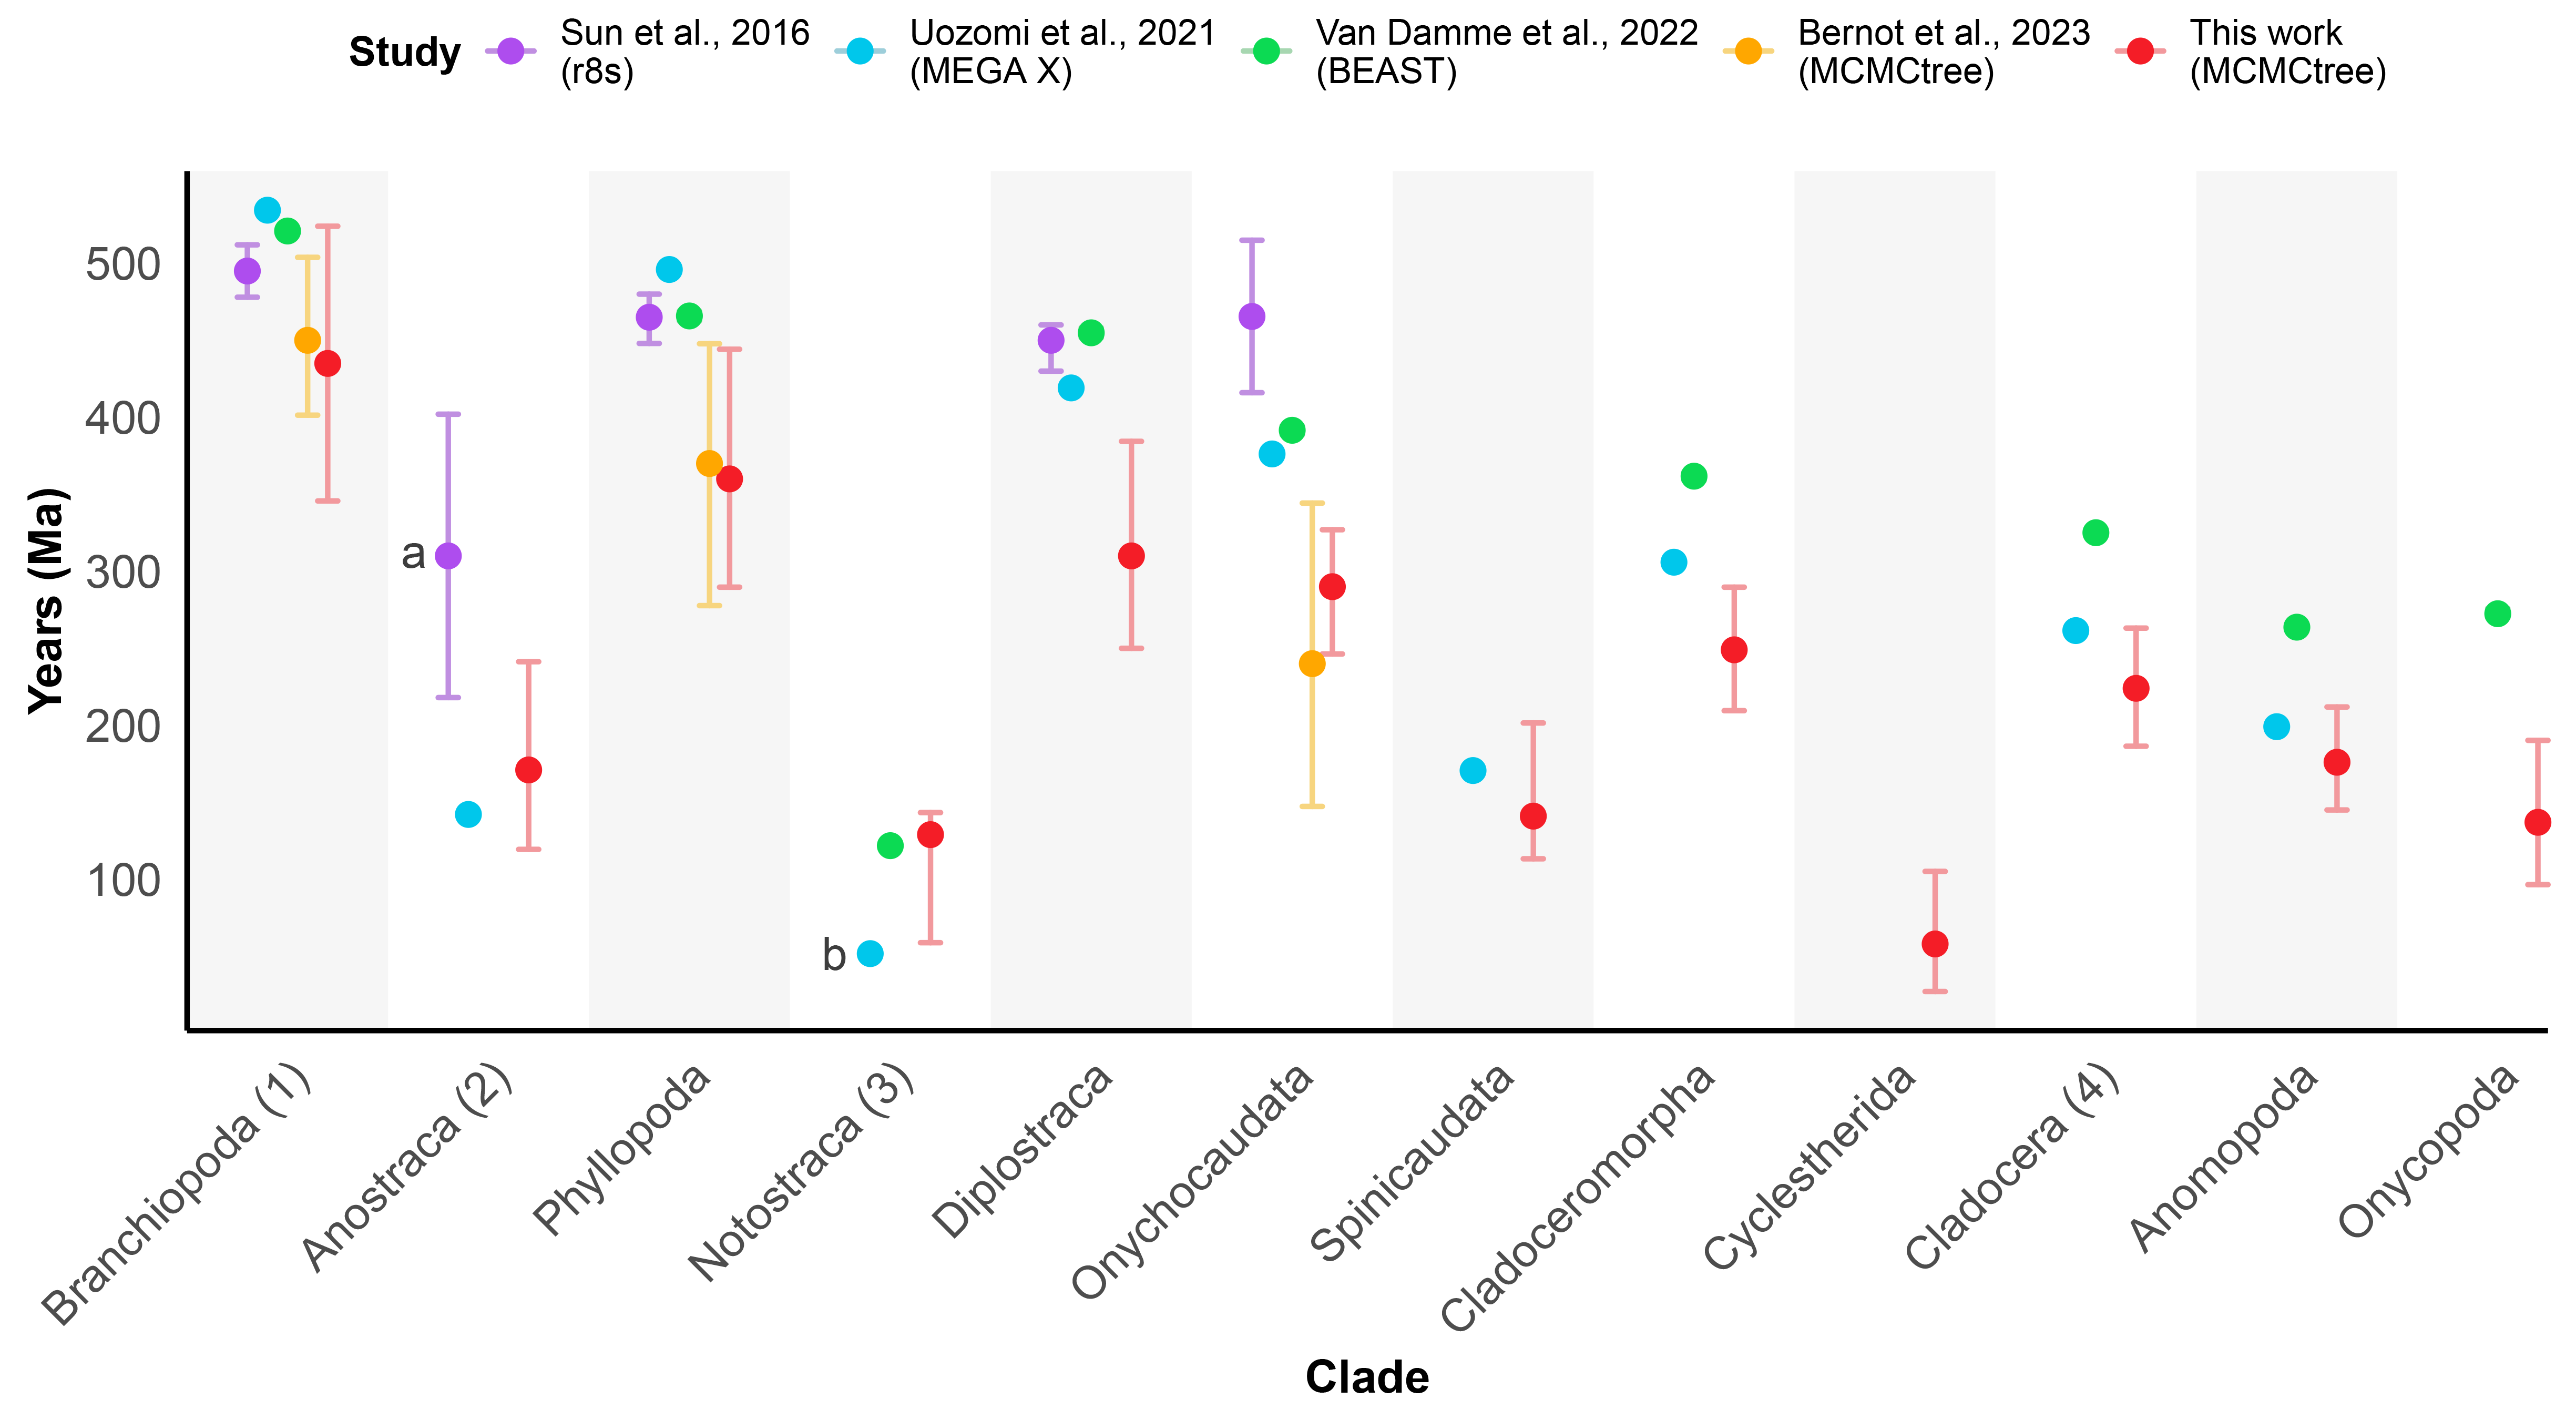 Study
Sun et al., 2016
(r8s)
Uozomi et al., 2021
(MEGA X)
Van Damme et al., 2022
(BEAST)
Bernot et al., 2023
(MCMCtree)
This work
(MCMCtree)
Years (Ma)
500
400
300
200
100
a
b
Branchiopoda (1)
Anostraca (2)
Phyllopoda
Notostraca (3)
Diplostraca
Onychocaudata
Spinicaudata
Cladoceromorpha
Cyclestherida
Cladocera (4)
Anomopoda
Onycopoda
Clade